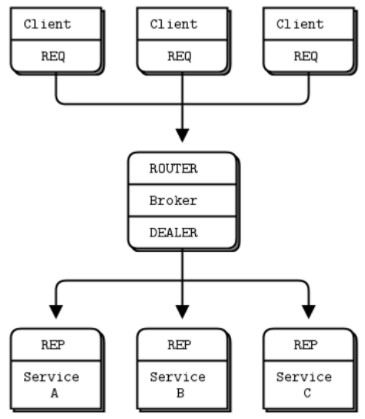 Client Client Client
REQ REQ REQ
ROUTER
Broker
DEALER
REP REP REP
Service Service Service
A B C